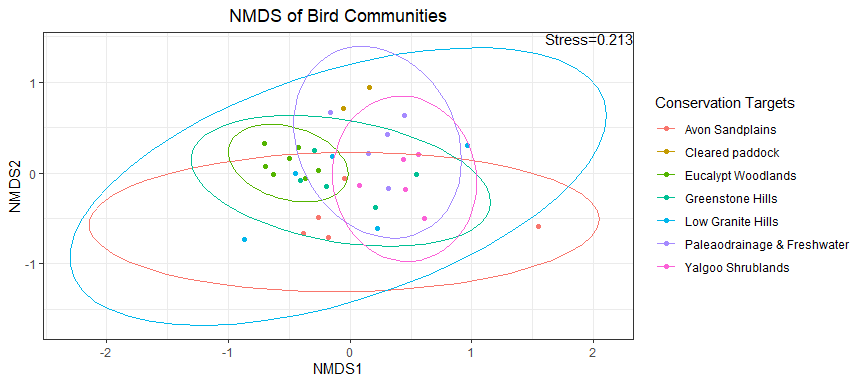 NMDS of Bird Communities
Stress=0.213
NMDS2
1
0
-1
-2
-1
0
1
2
NMDS1
Conservation Targets
Avon Sandplains
Cleared paddock
Eucalypt Woodlands
Greenstone Hills
Low Granite Hills
Paleaodrainage & Freshwater
Yalgoo Shrublands